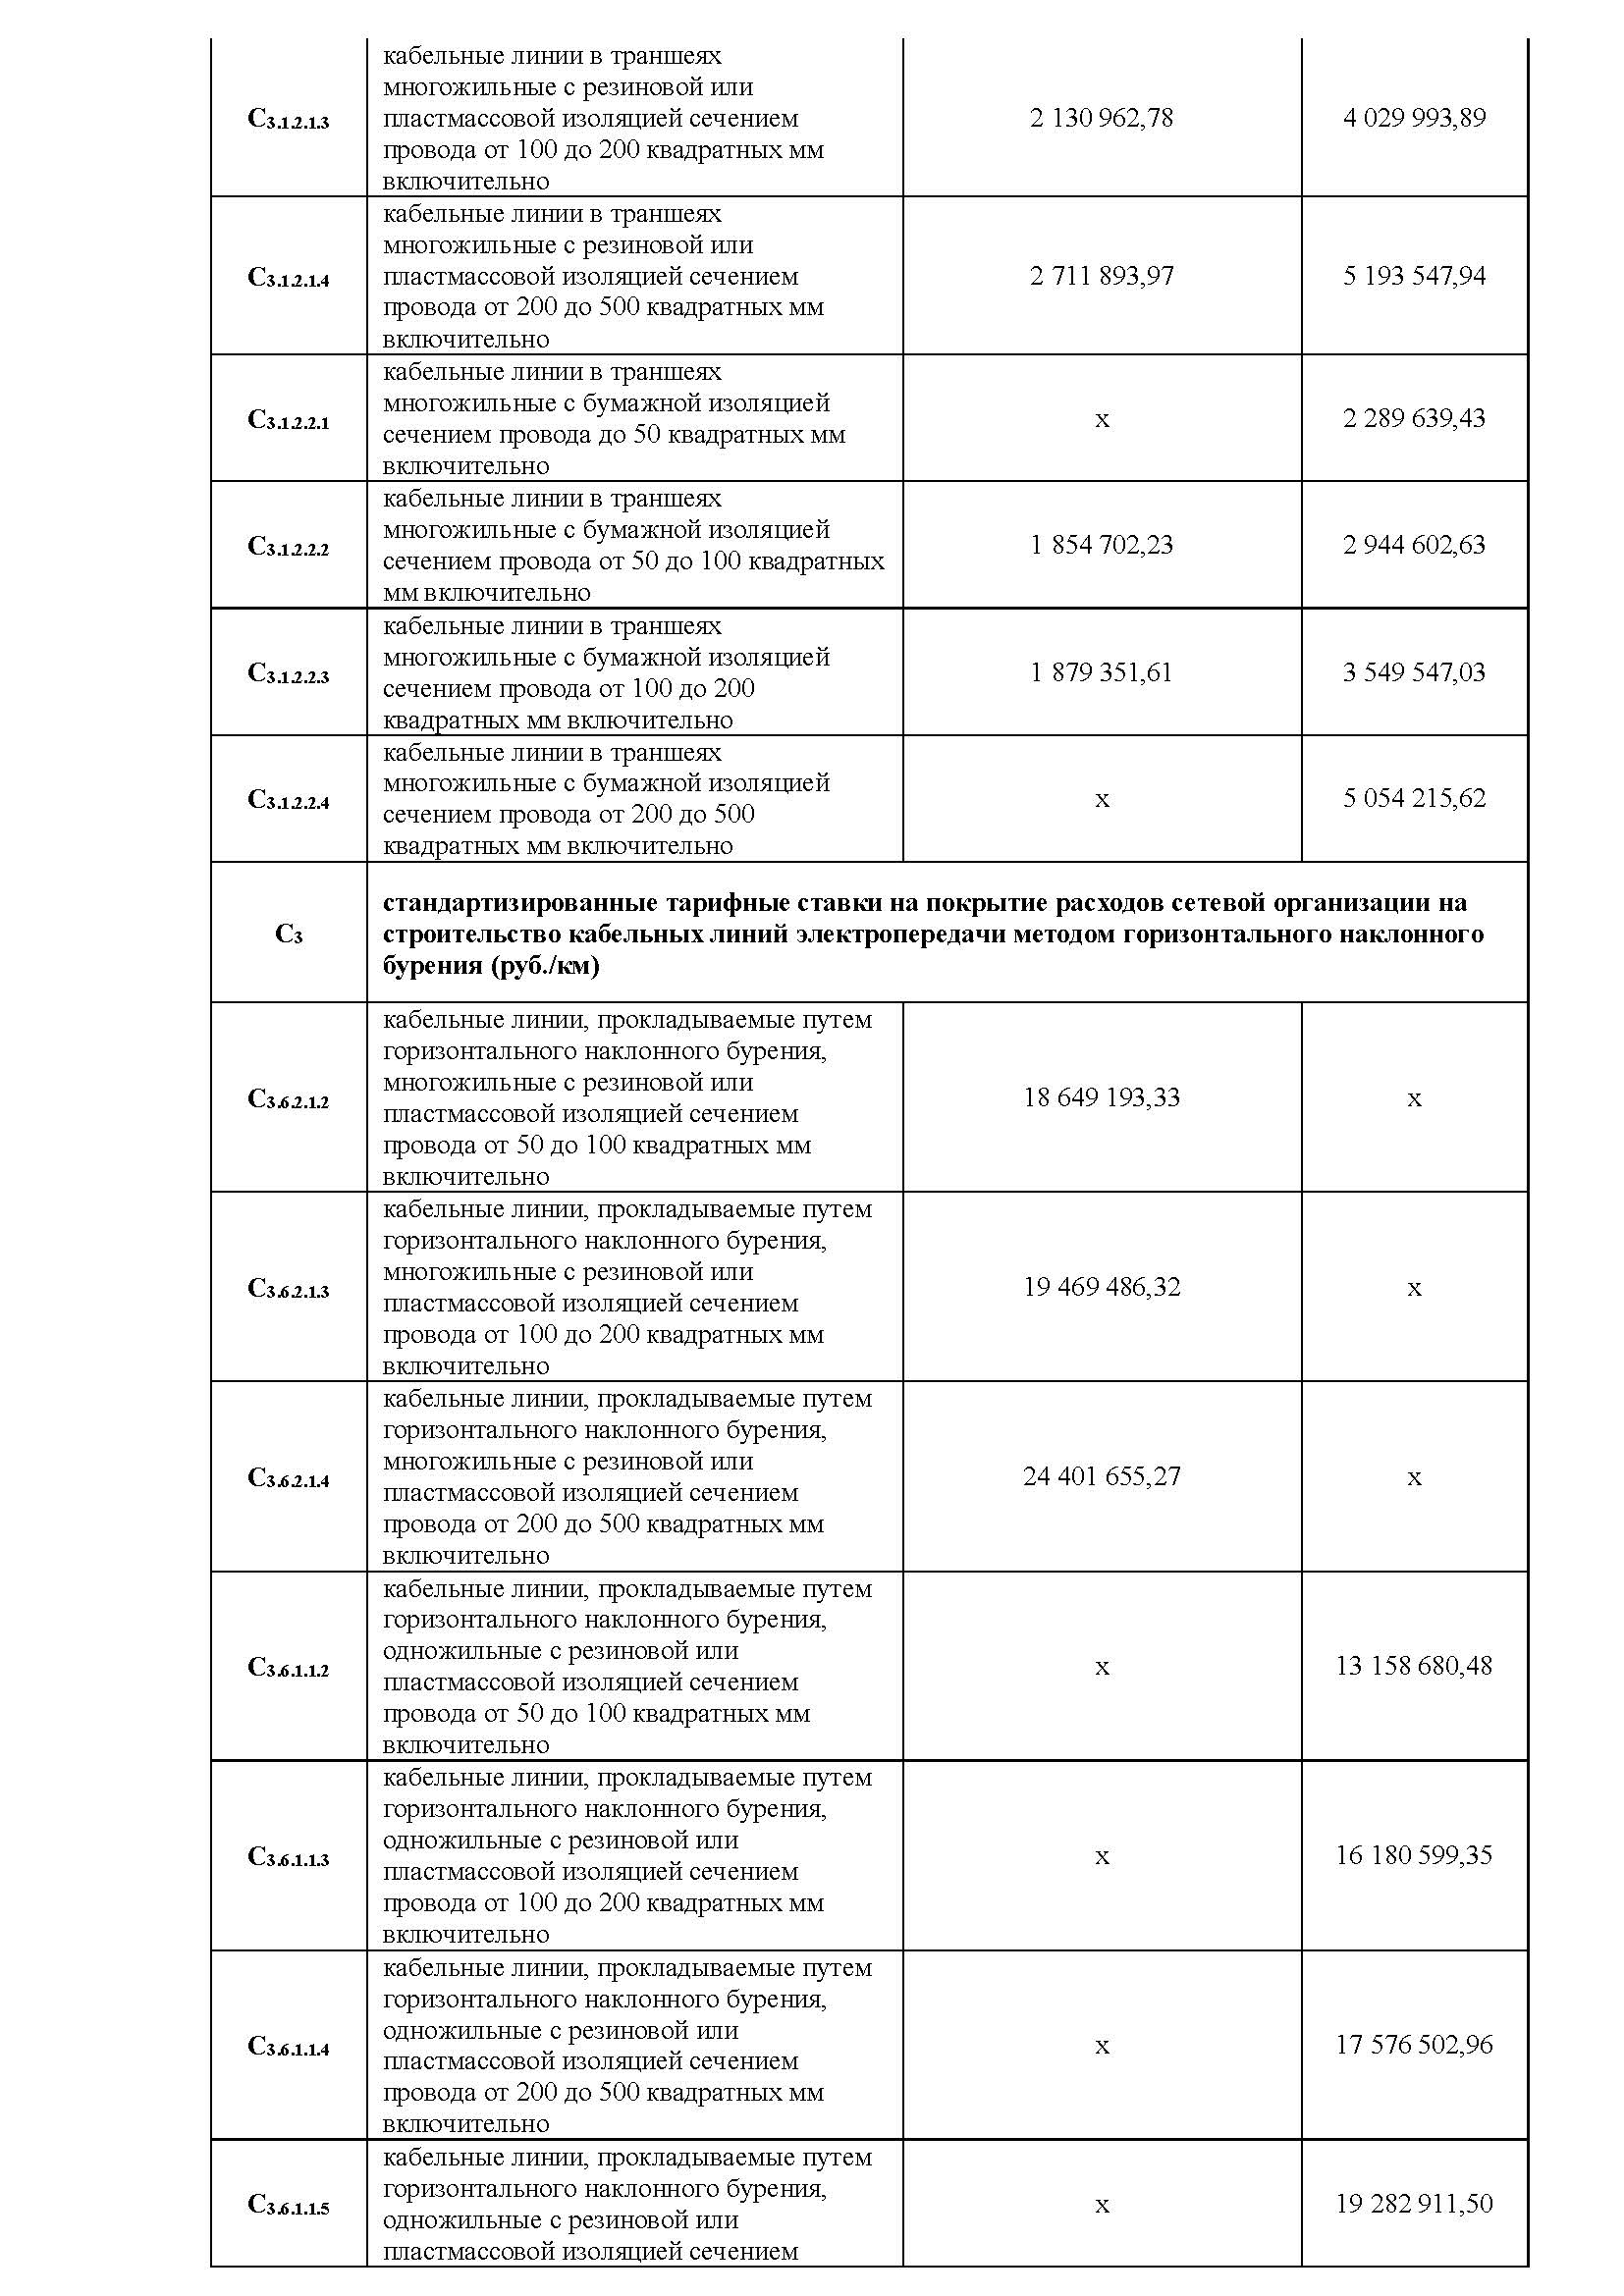 С3.1.2.1.3
кабельные линии в траншеях
многожильные с резиновой или
пластмассовой изоляцией сечением
провода от 100 до 200 квадратных мм
включительно
2 130 962,78
4 029 993,89
С3.1.2.1.4
кабельные линии в траншеях
многожильные с резиновой или
пластмассовой изоляцией сечением
провода от 200 до 500 квадратных мм
включительно
2 711 893,97
5 193 547,94
С3.1.2.2.1
кабельные линии в траншеях
многожильные с бумажной изоляцией
сечением провода до 50 квадратных мм
включительно
х
2 289 639,43
С3.1.2.2.2
кабельные линии в траншеях
многожильные с бумажной изоляцией
сечением провода от 50 до 100 квадратных
мм включительно
1 854 702,23
2 944 602,63
С3.1.2.2.3
кабельные линии в траншеях
многожильные с бумажной изоляцией
сечением провода от 100 до 200
квадратных мм включительно
1 879 351,61
3 549 547,03
С3.1.2.2.4
кабельные линии в траншеях
многожильные с бумажной изоляцией
сечением провода от 200 до 500
квадратных мм включительно
х
5 054 215,62
С3
стандартизированные тарифные ставки на покрытие расходов сетевой организации на
строительство кабельных линий электропередачи методом горизонтального наклонного
бурения (руб./км)
С3.6.2.1.2
кабельные линии, прокладываемые путем
горизонтального наклонного бурения,
многожильные с резиновой или
пластмассовой изоляцией сечением
провода от 50 до 100 квадратных мм
включительно
18 649 193,33
х
С3.6.2.1.3
кабельные линии, прокладываемые путем
горизонтального наклонного бурения,
многожильные с резиновой или
пластмассовой изоляцией сечением
провода от 100 до 200 квадратных мм
включительно
19 469 486,32
х
С3.6.2.1.4
кабельные линии, прокладываемые путем
горизонтального наклонного бурения,
многожильные с резиновой или
пластмассовой изоляцией сечением
провода от 200 до 500 квадратных мм
включительно
24 401 655,27
х
С3.6.1.1.2
кабельные линии, прокладываемые путем
горизонтального наклонного бурения,
одножильные с резиновой или
пластмассовой изоляцией сечением
провода от 50 до 100 квадратных мм
включительно
х
13 158 680,48
С3.6.1.1.3
кабельные линии, прокладываемые путем
горизонтального наклонного бурения,
одножильные с резиновой или
пластмассовой изоляцией сечением
провода от 100 до 200 квадратных мм
включительно
х
16 180 599,35
С3.6.1.1.4
кабельные линии, прокладываемые путем
горизонтального наклонного бурения,
одножильные с резиновой или
пластмассовой изоляцией сечением
провода от 200 до 500 квадратных мм
включительно
х
17 576 502,96
С3.6.1.1.5
кабельные линии, прокладываемые путем
горизонтального наклонного бурения,
одножильные с резиновой или
пластмассовой изоляцией сечением
х
19 282 911,50